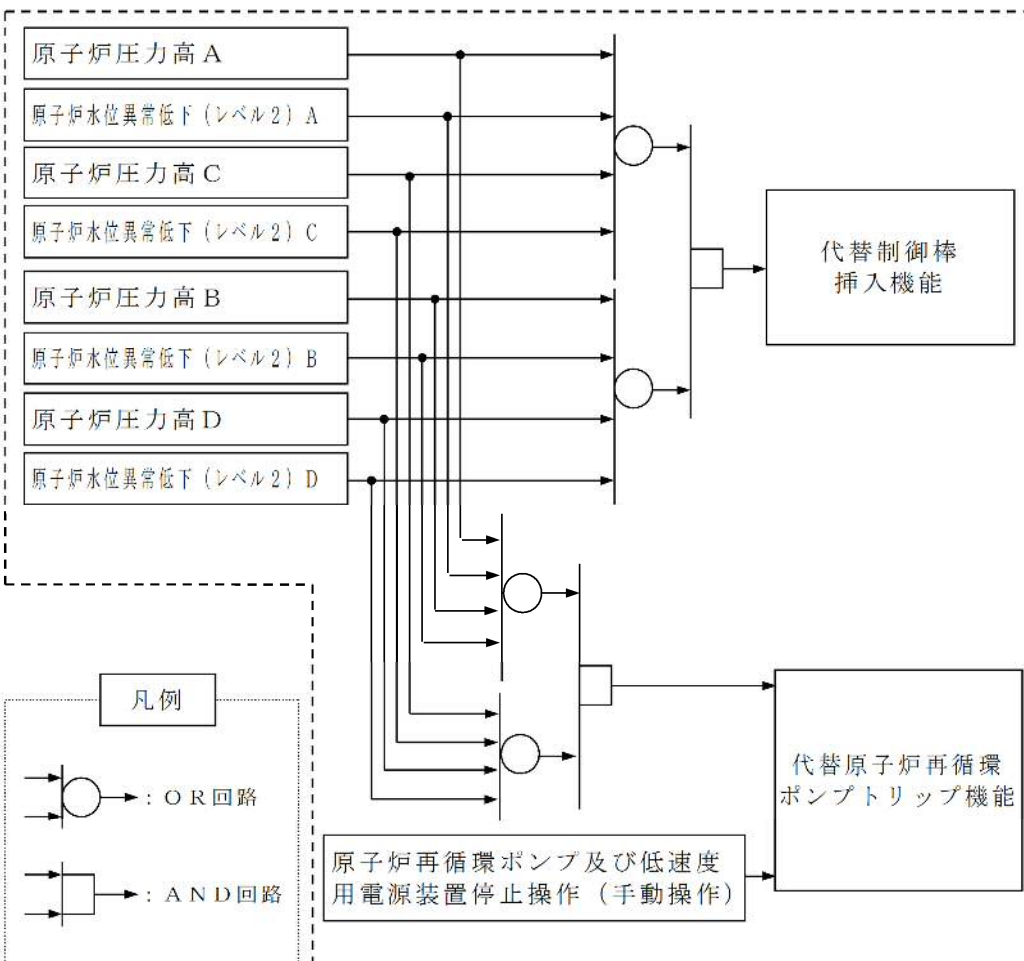 原子炉圧力高A
原子炉水位異常低下(レベル2)A
原子炉圧力高C
原子炉水位異常低下(レベル2)C
原子炉圧力高B
原子炉水位異常低下(レベル2)B
原子炉圧力高D
原子炉水位異常低下(レベル2)D
代替制御棒
挿入機能
代替原子炉再循環
ポンプトリップ機能
原子炉再循環ポンプ及び低速度
用電源装置停止操作(手動操作)
凡例
:OR回路
:AND回路